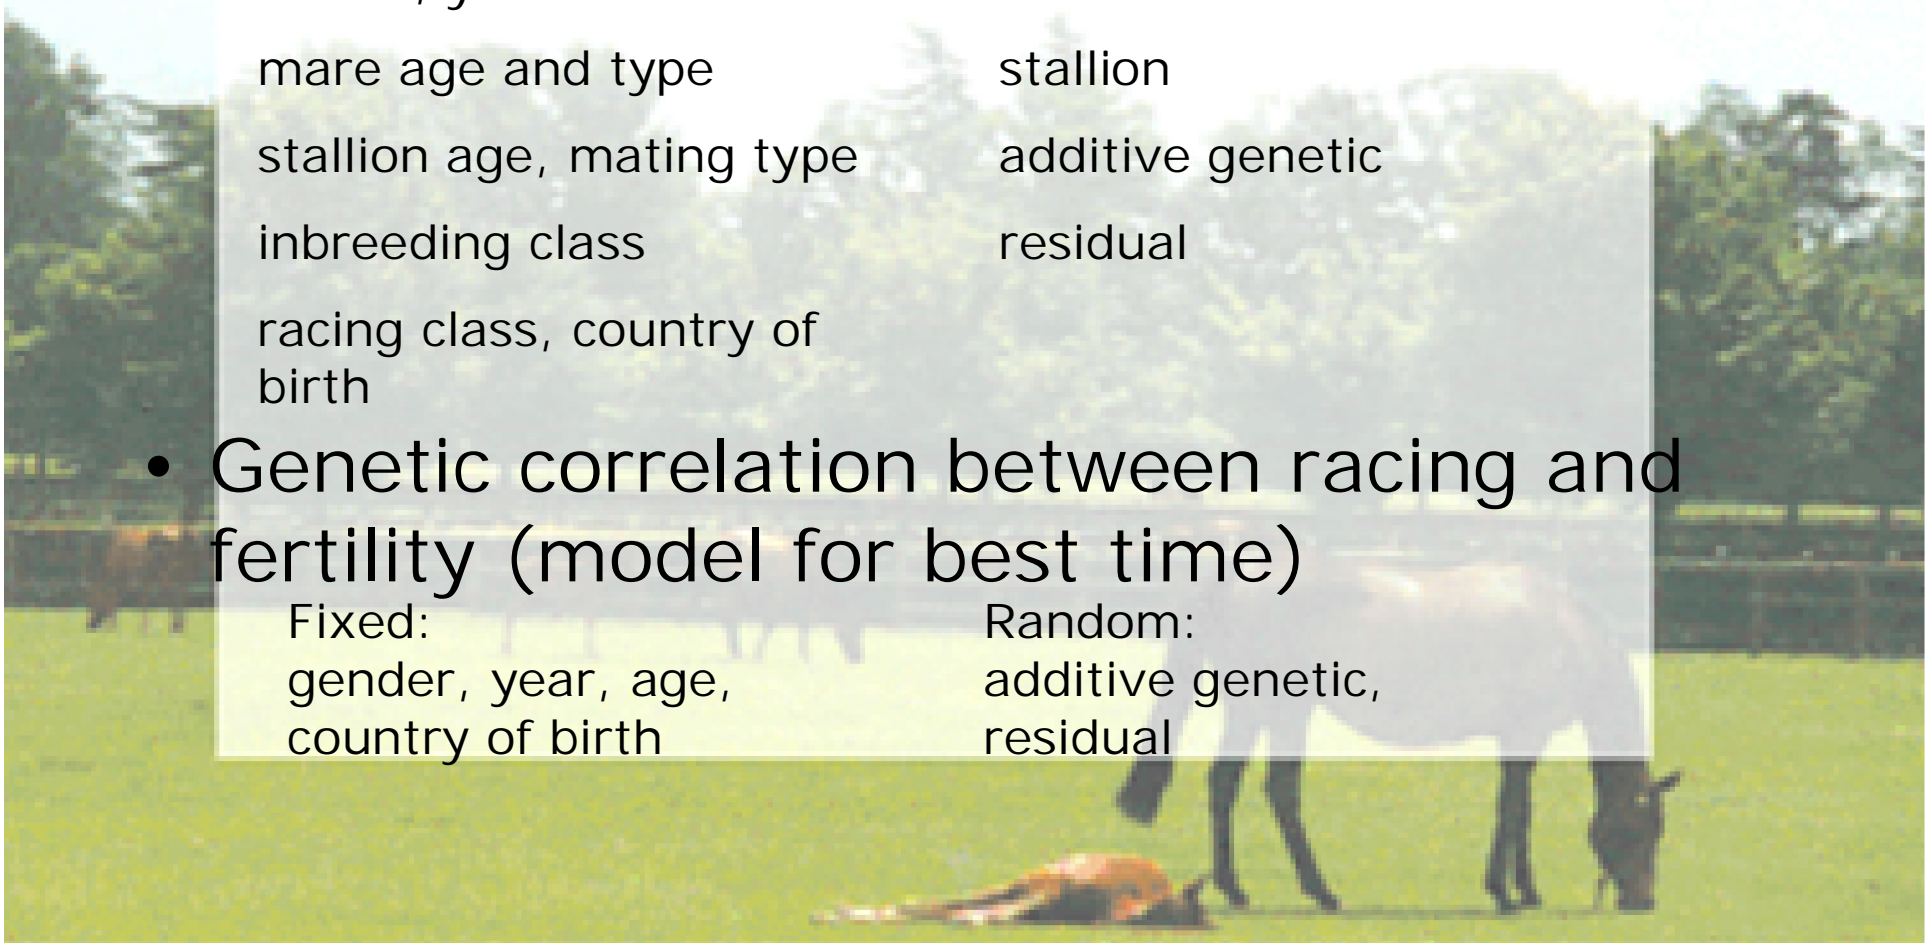 mare age and type stallion
stallion age, mating type additive genetic
inbreeding class residual
racing class, country of
birth
• Genetic correlation between racing and
fertility (model for best time)
Fixed: Random:
gender, year, age, additive genetic,
country of birth residual